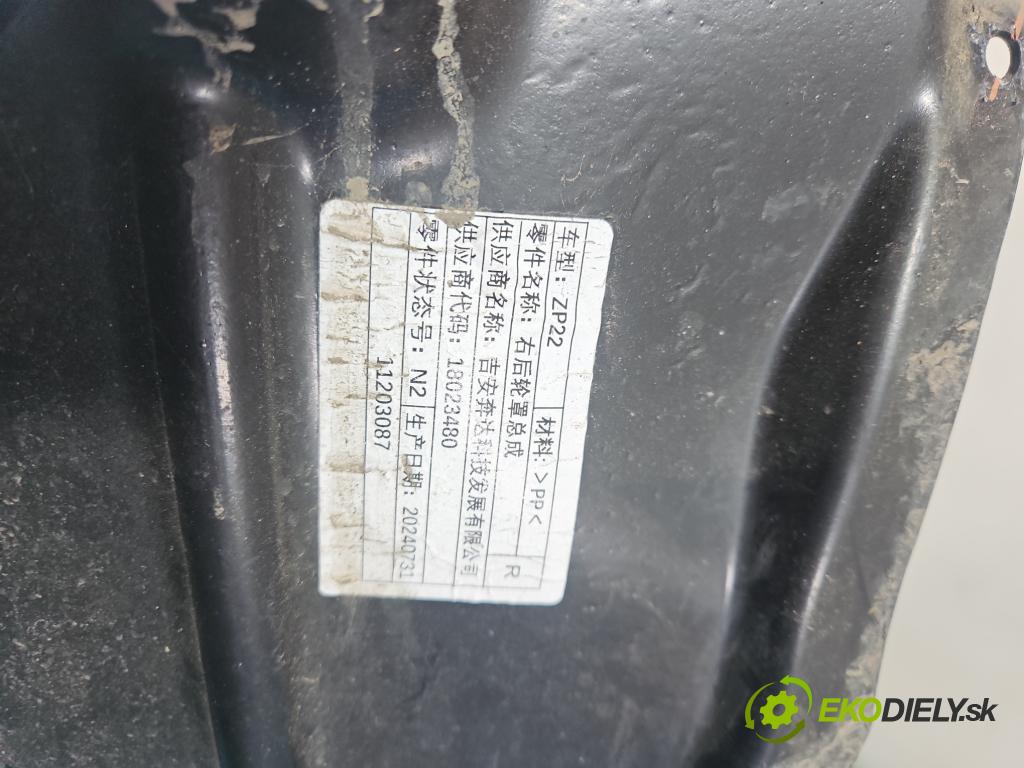 车型: ZP22 材料: >PP<
零件名称: 右后轮罩总成 R
供应商名称: 吉安奔达科技发展有限公司
供应商代码: 18023480
零件状态号: N2 生产日期: 20240731
11203087
EKODIELY.sk